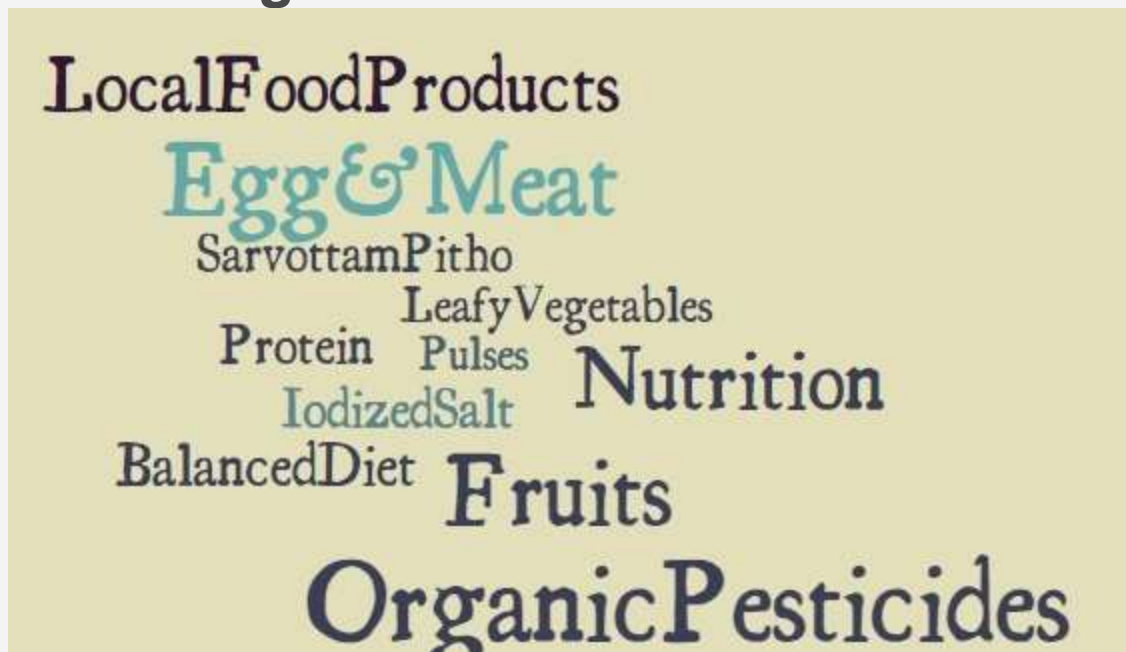 LocalFoodProducts
Egg&Meat
SarvottamPitho
LeafyVegetables
Protein Pulses
Nutrition
IodizedSalt
BalancedDiet
Fruits
OrganicPesticides